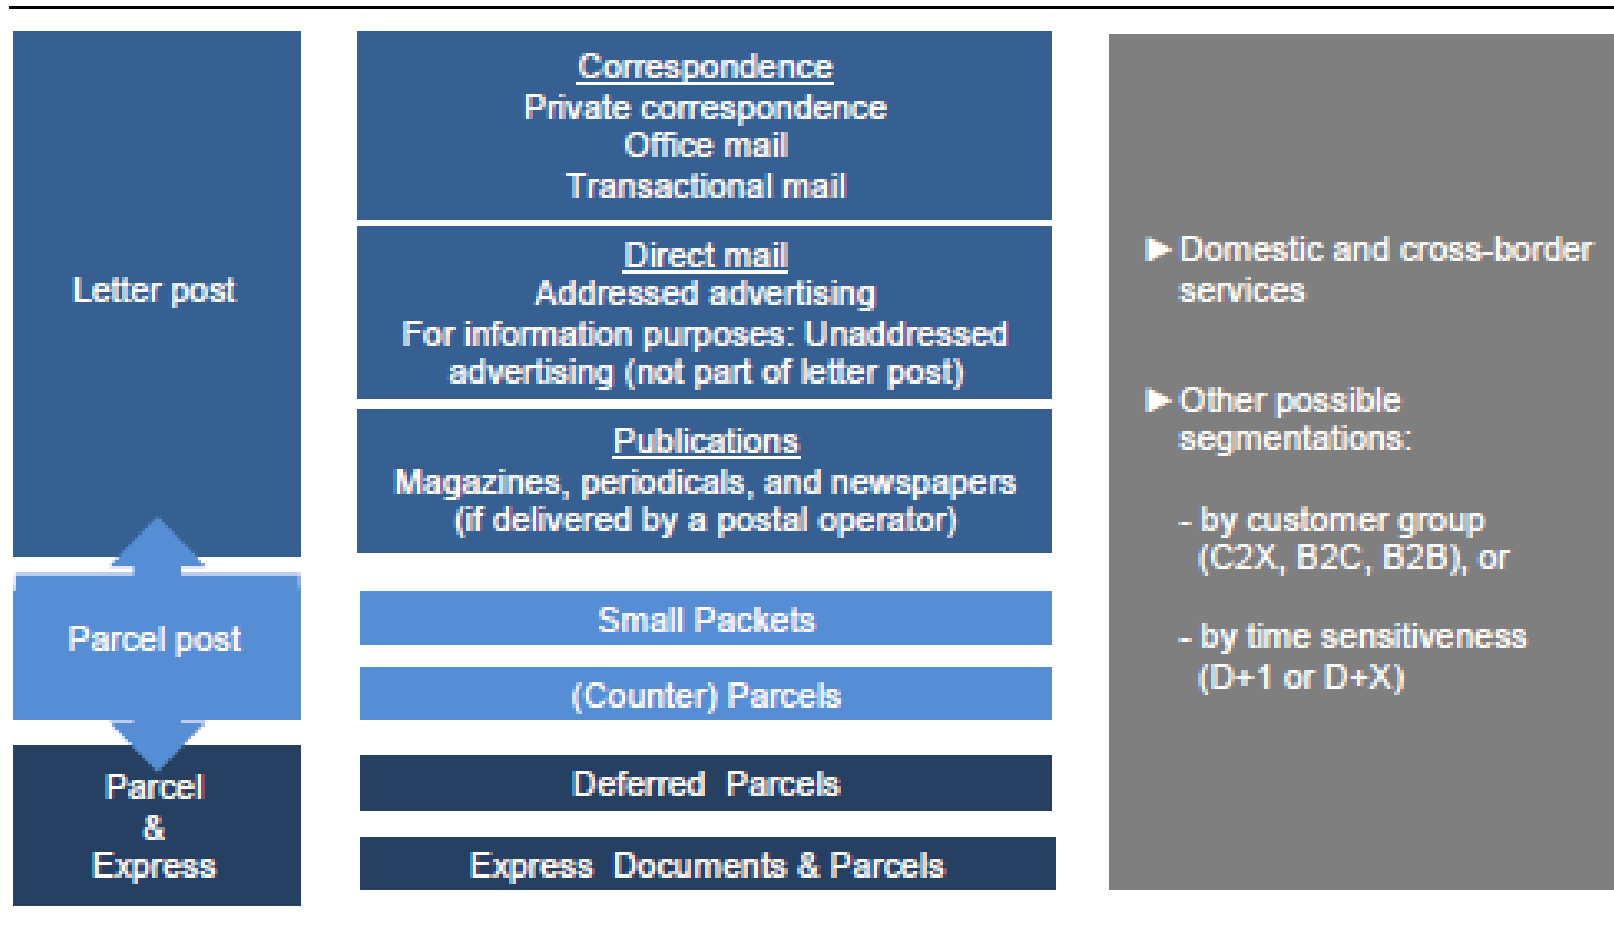 Letter post
Parcel post
Parcel
&
Express
Correspondence
Private correspondence
Office mail
Transactional mail
Direct mail
Addressed advertising
For information purposes: Unaddressed
advertising (not part of letter post)
Publications
Magazines, periodicals, and newspapers
(if delivered by a postal operator)
Small Packets
(Counter) Parcels
Deferred Parcels
Express Documents & Parcels
► Domestic and cross-border
services
► Other possible
segmentations:
- by customer group
(C2X, B2C, B2B), or
- by time sensitiveness
(D+1 or D+X)